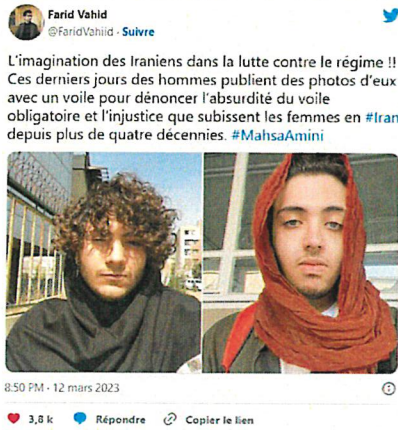 Farid Vahid
@FaridVahiid · Suivre
L'imagination des Iraniens dans la lutte contre le régime !!
Ces derniers jours des hommes publient des photos d'eux
avec un voile pour dénoncer l'absurdité du voile
obligatoire et l'injustice que subissent les femmes en #Iran
depuis plus de quatre décennies. #MahsaAmini
8:50 PM · 12 mars 2023
3,8 k Répondre Copier le lien